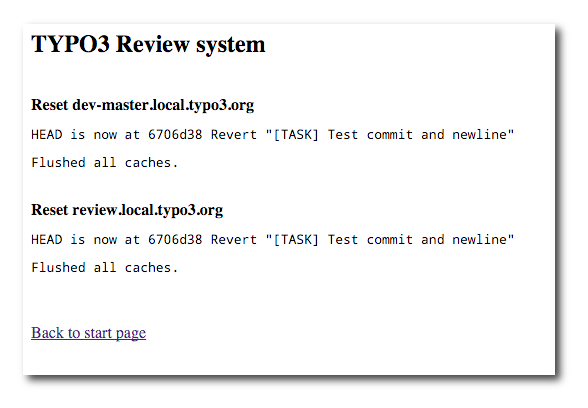 TYPO3 Review system
Reset dev-master.local.typo3.org
HEAD is now at 6706d38 Revert "[TASK] Test commit and newline"
Flushed all caches.
Reset review.local.typo3.org
HEAD is now at 6706d38 Revert "[TASK] Test commit and newline"
Flushed all caches.
Back to start page